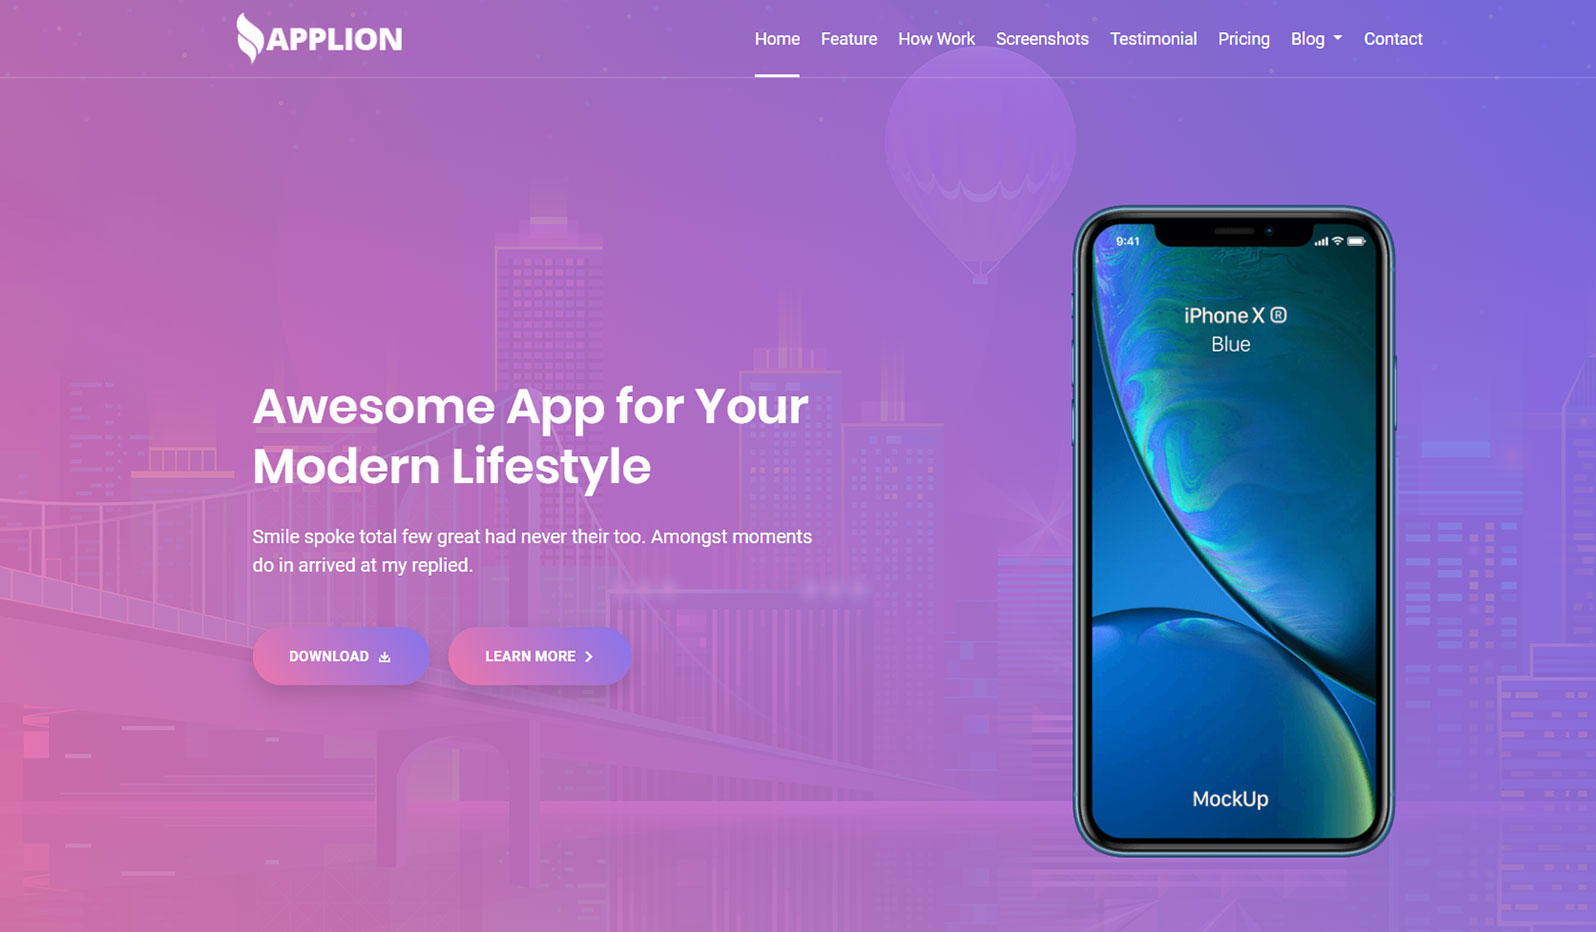 APPLION
Home Feature How Work Screenshots Testimonial Pricing Blog Contact
9:41
iPhone X Ⓡ
Blue
Awesome App for Your
Modern Lifestyle
Smile spoke total few great had never their too. Amongst moments
do in arrived at my replied.
DOWNLOAD LEARN MORE
MockUp